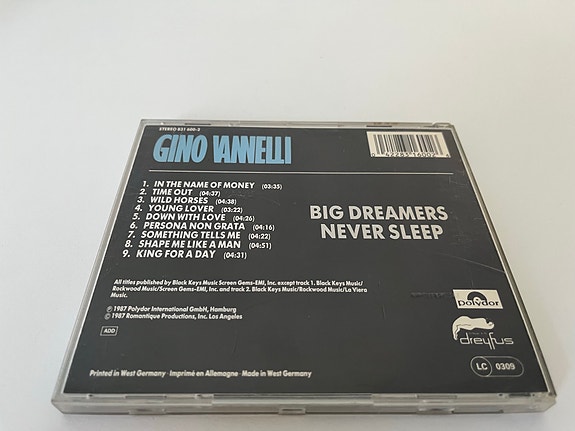 STEREO 831 600-2
GINO VANNELLI
0 42283 16002
1. IN THE NAME OF MONEY (03:35)
2. TIME OUT (04:37)
3. WILD HORSES (04:38)
4. YOUNG LOVER (03:22)
5. DOWN WITH LOVE (04:26)
6. PERSONA NON GRATA (04:16)
7. SOMETHING TELLS ME (04:22)
8. SHAPE ME LIKE A MAN (04:51)
9. KING FOR A DAY (04:31)
BIG DREAMERS
NEVER SLEEP
All titles published by Black Keys Music Screen Gems-EMI, Inc. except track 1. Black Keys Music/
Rockwood Music/Screen Gems-EMI, Inc. and track 2. Black Keys Music/Rockwood Music/La Viera
Music.
℗ 1987 Polydor International GmbH, Hamburg
© 1987 Romantique Productions, Inc. Los Angeles
ADD
polydor
dreyfus
LC 0309
Printed in West Germany · Imprimé en Allemagne · Made in West Germany